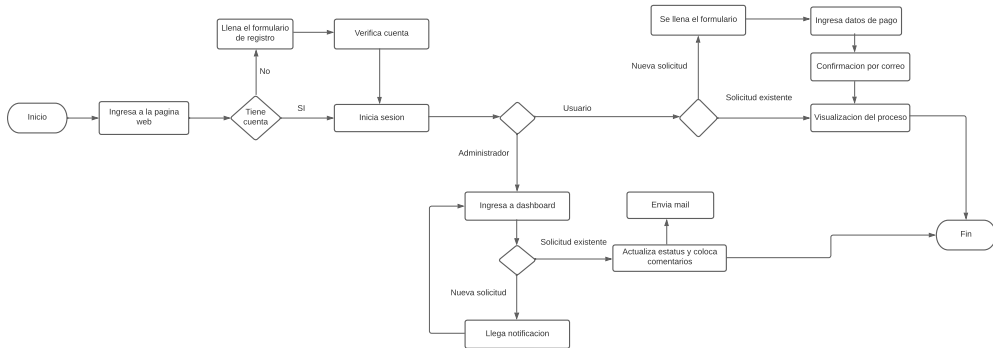 Inicio
Ingresa a la pagina
web
Tiene
cuenta
No
Llena el formulario
de registro
Verifica cuenta
SI
Inicia sesion
Usuario
Nueva solicitud
Se llena el formulario
Ingresa datos de pago
Confirmacion por correo
Solicitud existente
Visualizacion del proceso
Administrador
Ingresa a dashboard
Solicitud existente
Envia mail
Actualiza estatus y coloca
comentarios
Fin
Nueva solicitud
Llega notificacion